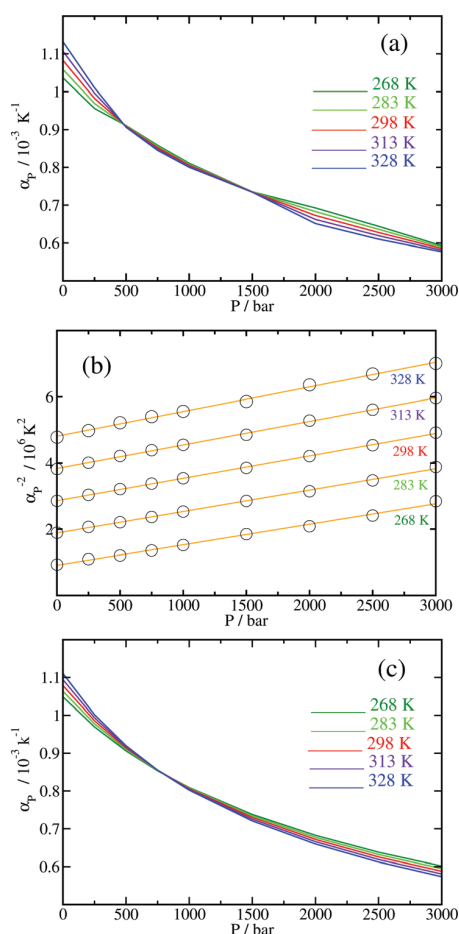 (a)
1.1
1
0.9
0.8
0.7
0.6
α_P / 10⁻³ K⁻¹
268 K
283 K
298 K
313 K
328 K
0 500 1000 1500 2000 2500 3000
P / bar
(b)
6
4
2
α_P⁻² / 10⁶ K²
328 K
313 K
298 K
283 K
268 K
0 500 1000 1500 2000 2500 3000
P / bar
(c)
1.1
1
0.9
0.8
0.7
0.6
α_P / 10⁻³ k⁻¹
268 K
283 K
298 K
313 K
328 K
0 500 1000 1500 2000 2500 3000
P / bar